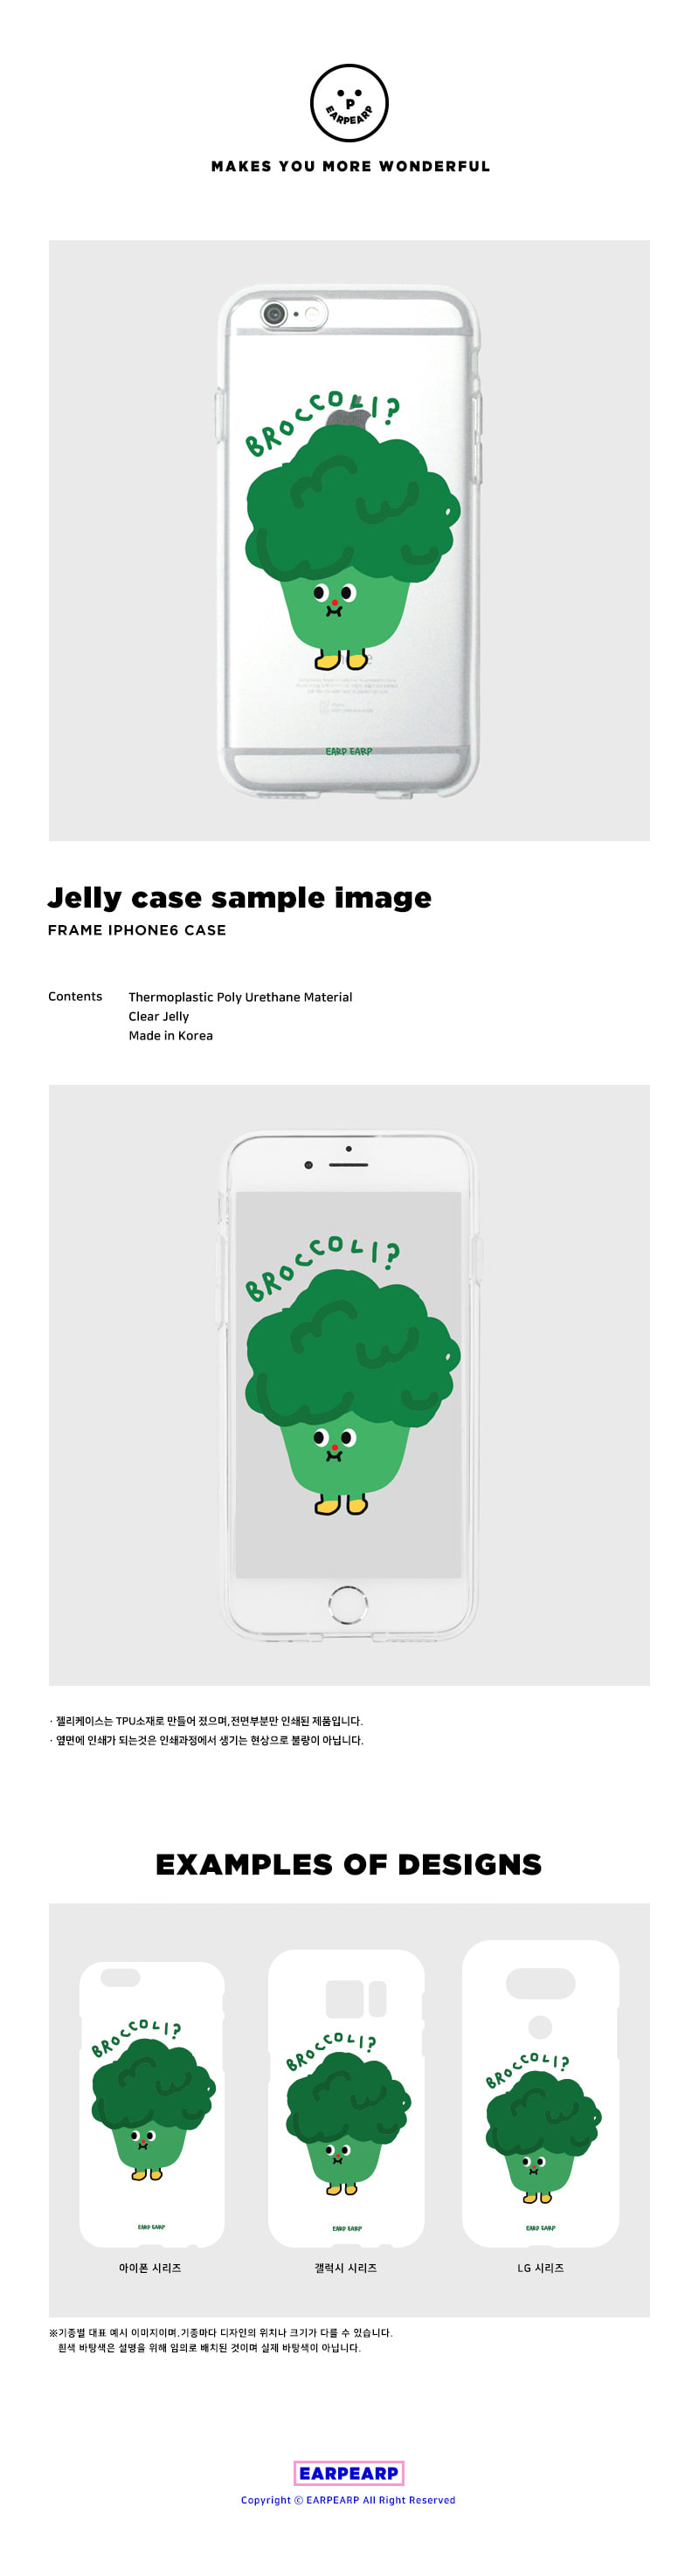 P
EARPEARP
MAKES YOU MORE WONDERFUL
BROCCOLI?
EARP EARP
Jelly case sample image
FRAME IPHONE6 CASE
Contents
Thermoplastic Poly Urethane Material
Clear Jelly
Made in Korea
BROCCOLI?
· 젤리케이스는 TPU소재로 만들어 졌으며,전면부분만 인쇄된 제품입니다.
· 옆면에 인쇄가 되는것은 인쇄과정에서 생기는 현상으로 불량이 아닙니다.
EXAMPLES OF DESIGNS
BROCCOLI?
BROCCOLI?
BROCCOLI?
EARP EARP
EARP EARP
EARP EARP
아이폰 시리즈
갤럭시 시리즈
LG 시리즈
※기종별 대표 예시 이미지이며,기종마다 디자인의 위치나 크기가 다를 수 있습니다.
흰색 바탕색은 설명을 위해 임의로 배치된 것이며 실제 바탕색이 아닙니다.
EARPEARP
Copyright ⓒ EARPEARP All Right Reserved